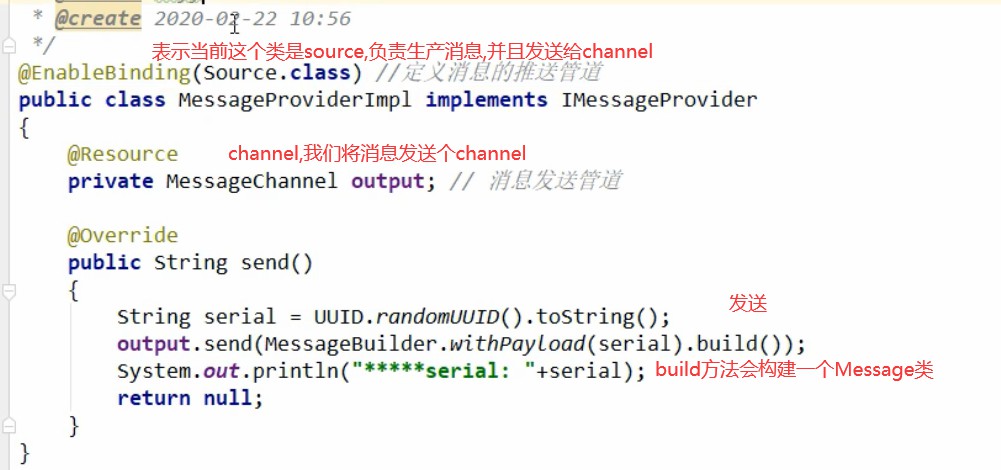 * @create 2020-02-22 10:56
*/
表示当前这个类是source,负责生产消息,并且发送给channel
@EnableBinding(Source.class) //定义消息的推送管道
public class MessageProviderImpl implements IMessageProvider
{
@Resource
channel,我们将消息发送个channel
private MessageChannel output; // 消息发送管道
@Override
public String send()
{
发送
String serial = UUID.randomUUID().toString();
output.send(MessageBuilder.withPayload(serial).build());
System.out.println("*****serial: "+serial);
build方法会构建一个Message类
return null;
}
}